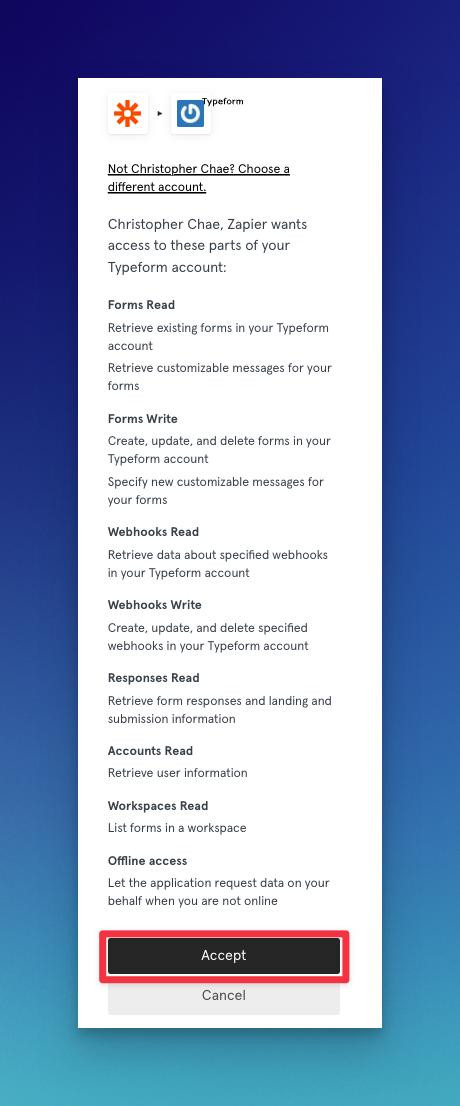 Typeform
Not Christopher Chae? Choose a
different account.
Christopher Chae, Zapier wants
access to these parts of your
Typeform account:
Forms Read
Retrieve existing forms in your Typeform
account
Retrieve customizable messages for your
forms
Forms Write
Create, update, and delete forms in your
Typeform account
Specify new customizable messages for
your forms
Webhooks Read
Retrieve data about specified webhooks
in your Typeform account
Webhooks Write
Create, update, and delete specified
webhooks in your Typeform account
Responses Read
Retrieve form responses and landing and
submission information
Accounts Read
Retrieve user information
Workspaces Read
List forms in a workspace
Offline access
Let the application request data on your
behalf when you are not online
Accept
Cancel